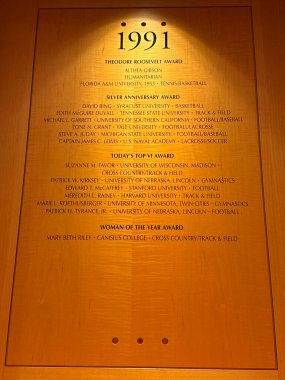 1991
THEODORE ROOSEVELT AWARD
ALTHEA GIBSON
HUMANITARIAN
FLORIDA A&M UNIVERSITY, 1953 • TENNIS/BASKETBALL
SILVER ANNIVERSARY AWARD
DAVID BING • SYRACUSE UNIVERSITY • BASKETBALL
EDITH MCGUIRE DUVALL • TENNESSEE STATE UNIVERSITY • TRACK & FIELD
MICHAEL GARRETT • UNIVERSITY OF SOUTHERN CALIFORNIA • FOOTBALL/BASEBALL
TONE N. GRANT • YALE UNIVERSITY • FOOTBALL/LACROSSE
STEVE A. JUDAY • MICHIGAN STATE UNIVERSITY • FOOTBALL/BASEBALL
CAPTAIN JAMES C. LEWIS • U.S. NAVAL ACADEMY • LACROSSE/SOCCER
TODAY'S TOP VI AWARD
SUZANNE M. FAVOR • UNIVERSITY OF WISCONSIN, MADISON •
CROSS COUNTRY/TRACK & FIELD
PATRICK M. KIRKSEY • UNIVERSITY OF NEBRASKA, LINCOLN • GYMNASTICS
EDWARD T. McCAFFREY • STANFORD UNIVERSITY • FOOTBALL
MEREDITH L. RAINEY • HARVARD UNIVERSITY • TRACK & FIELD
MARIE L. ROETHLISBERGER • UNIVERSITY OF MINNESOTA, TWIN CITIES • GYMNASTICS
PATRICK H. TYRANCE, JR. • UNIVERSITY OF NEBRASKA, LINCOLN • FOOTBALL
WOMAN OF THE YEAR AWARD
MARY BETH RILEY • CANISIUS COLLEGE • CROSS COUNTRY/TRACK & FIELD